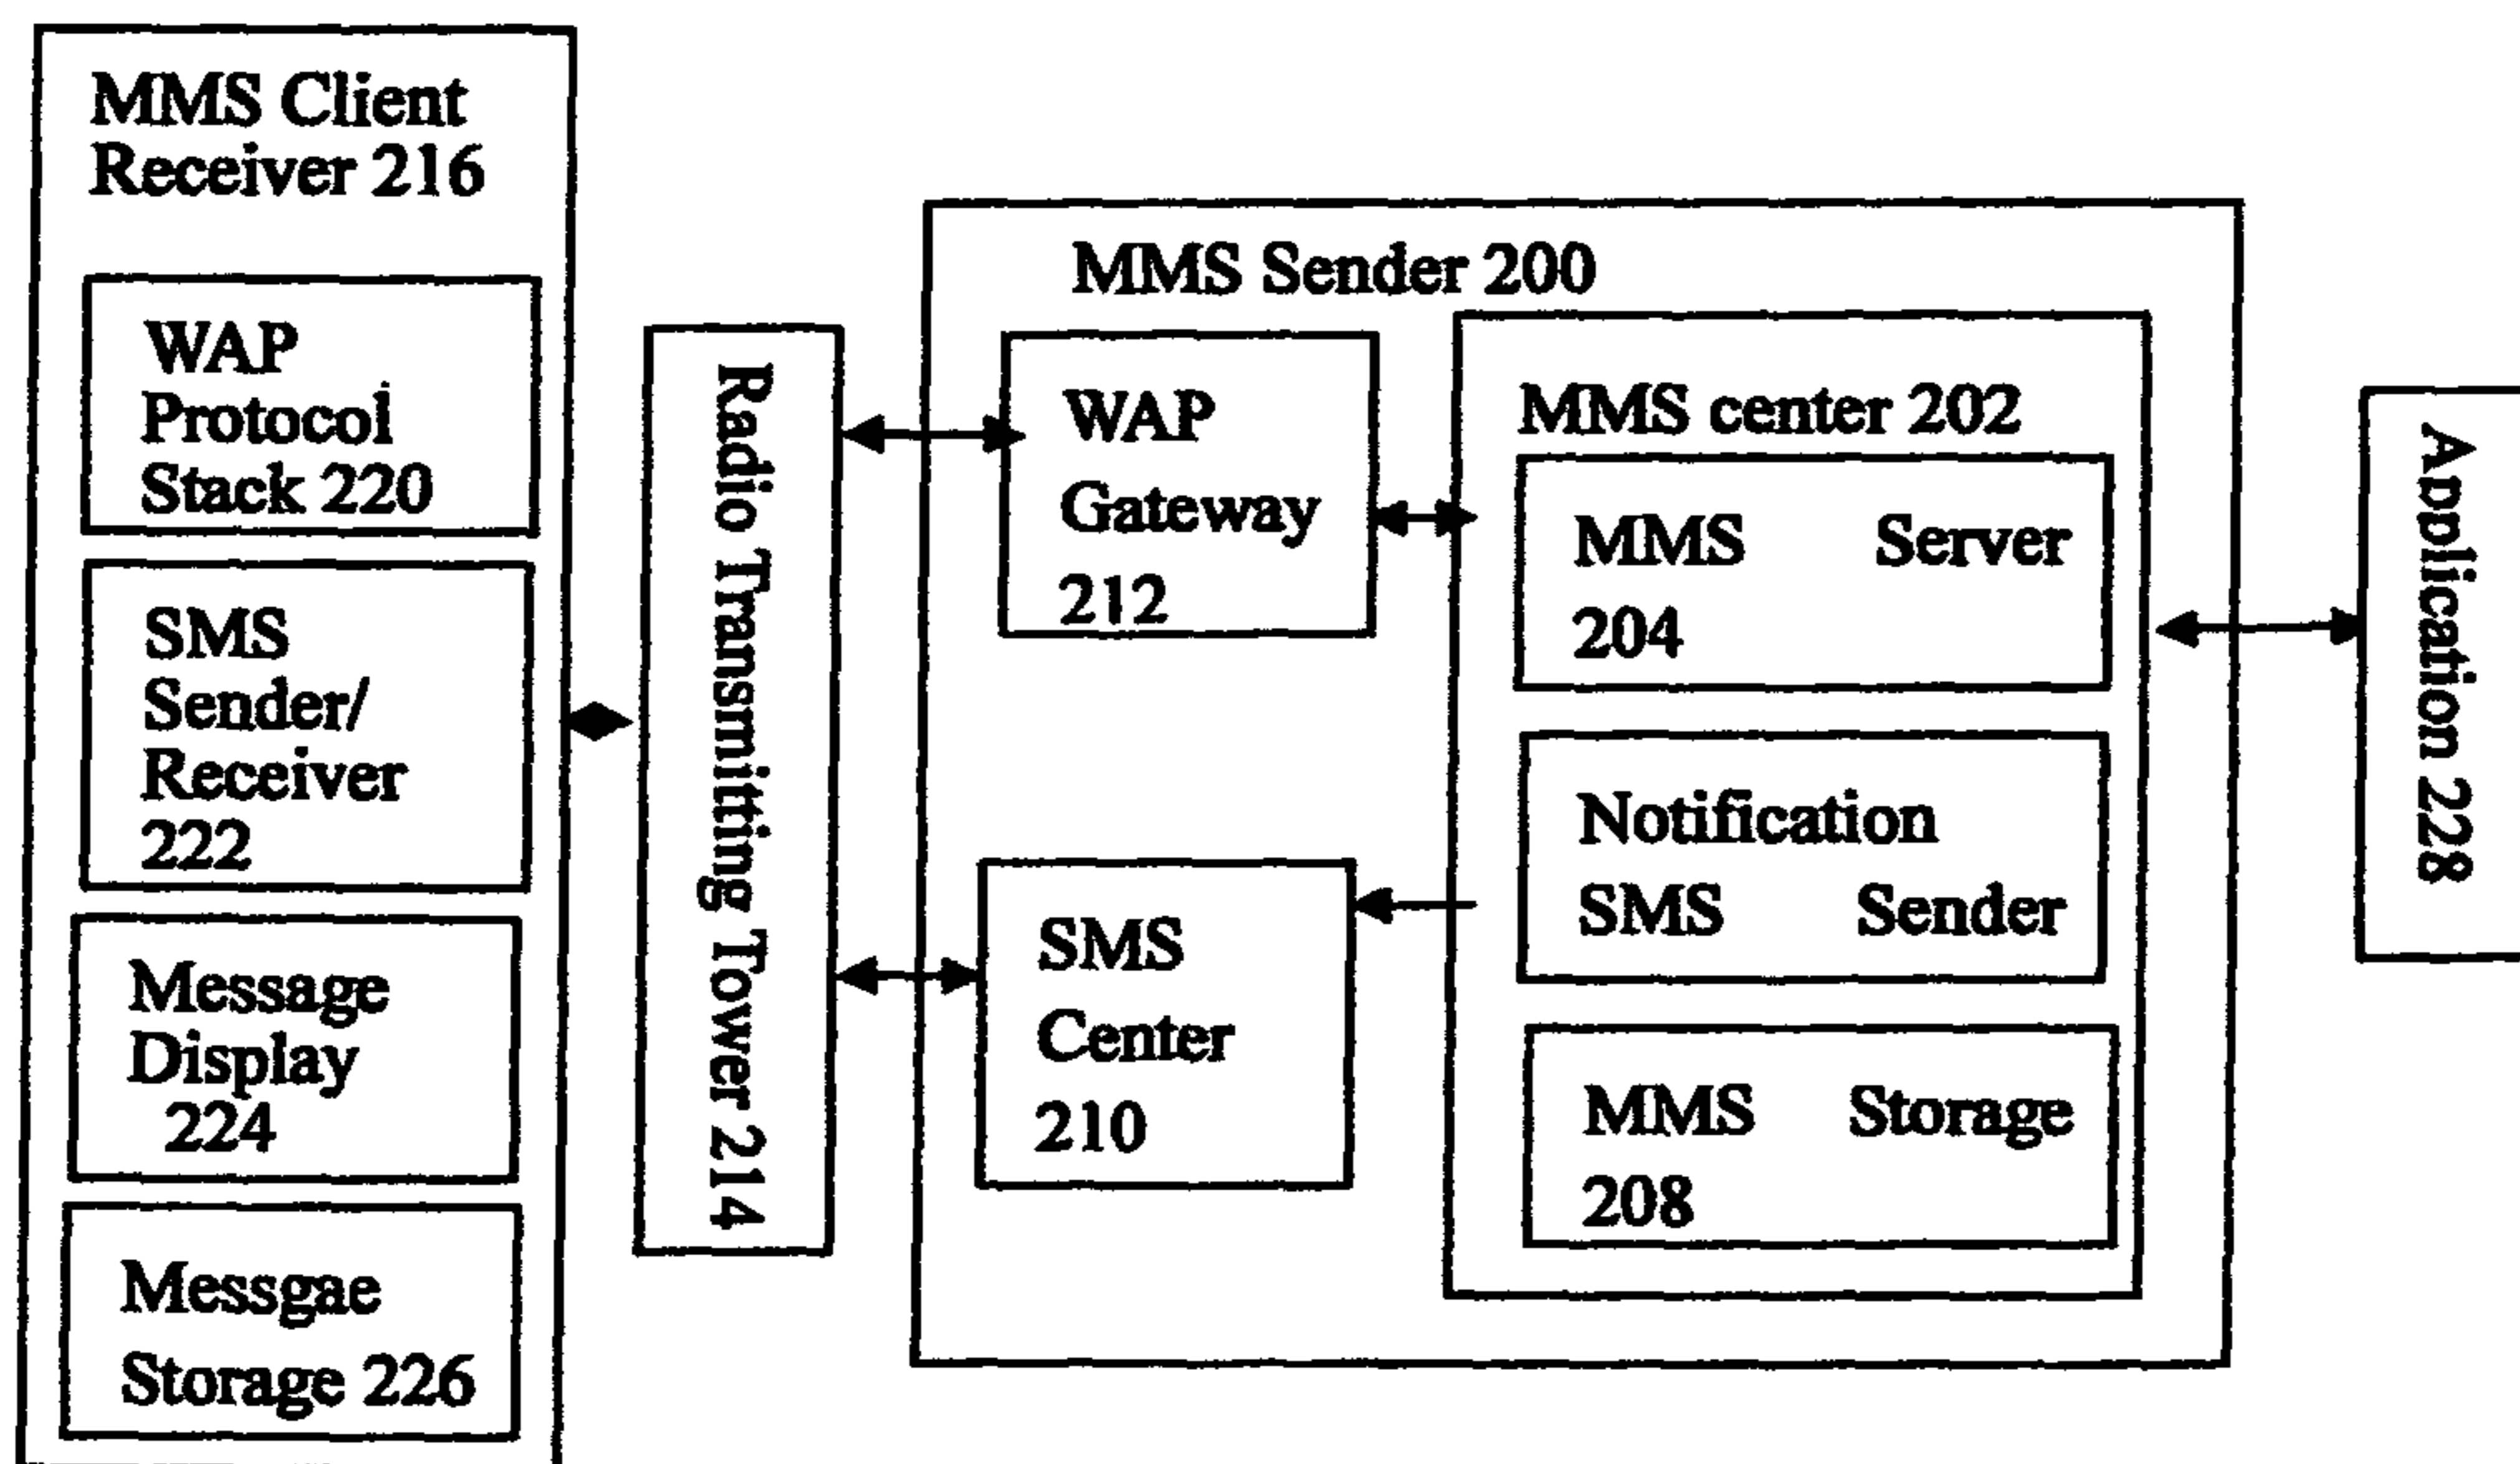 MMS Client
Receiver 216
WAP
Protocol
Stack 220
SMS
Sender/
Receiver
222
Message
Display
224
Messgae
Storage 226
Radio Transmitting Tower 214
MMS Sender 200
WAP
Gateway
212
SMS
Center
210
MMS center 202
MMS Server
204
Notification
SMS Sender
MMS Storage
208
Application 228